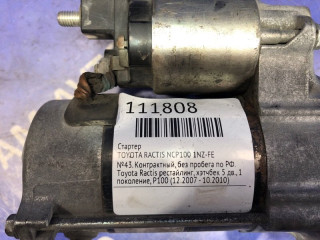 111808
Стартер
TOYOTA RACTIS NCP100 1NZ-FE
№43. Контрактный, без пробега по РФ.
Toyota Ractis рестайлинг, хэтчбек 5 дв., 1
поколение, P100 (12.2007 - 10.2010)